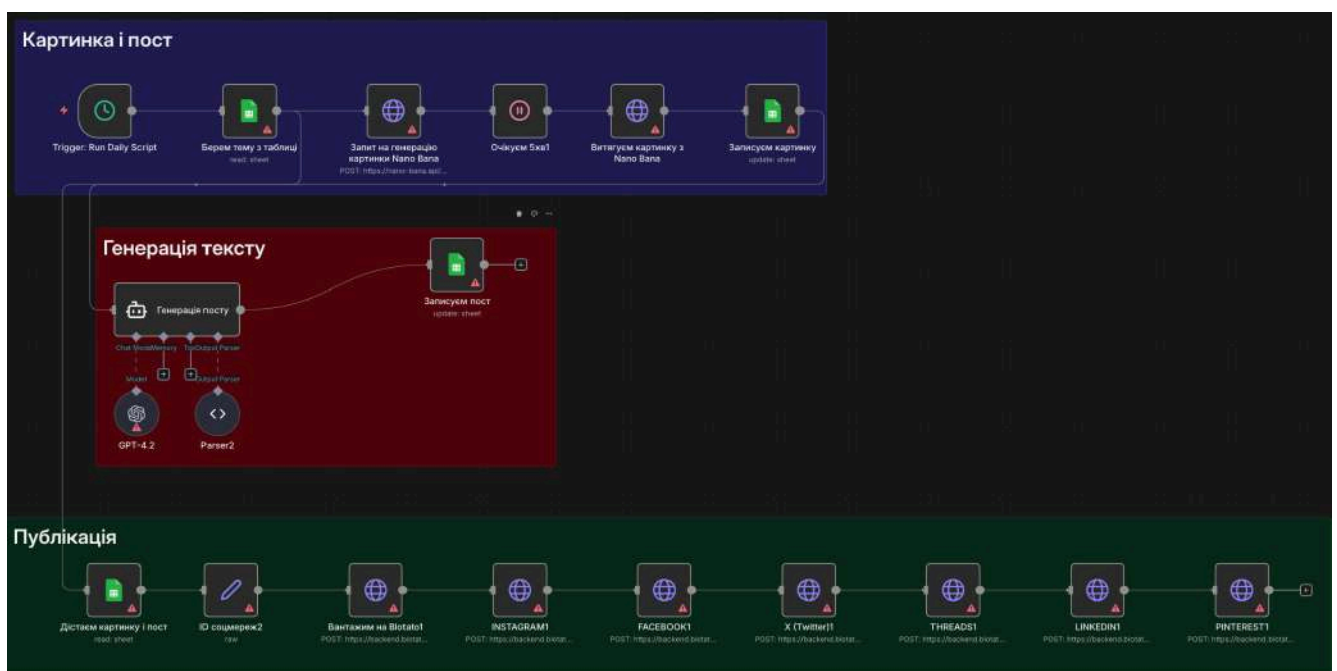 Картинка і пост
Trigger: Run Daily Script
Берем тему з таблиці
read: sheet
Запит на генерацію
картинки Nano Bana
POST: https://nano-bana.api/...
Очікуєм 5хв1
Витягуєм картинку з
Nano Bana
Записуєм картинку
update: sheet
Генерація тексту
Записуєм пост
update: sheet
Генерація посту
Chat Model
Memory
Tool
Output Parser
Model
Output Parser
GPT-4.2
Parser2
Публікація
Дістаєм картинку і пост
read: sheet
ID соцмереж2
raw
Вантажим на Blotato1
POST: https://backend.blotat...
INSTAGRAM1
POST: https://backend.blotat...
FACEBOOK1
POST: https://backend.blotat...
X (Twitter)1
POST: https://backend.blotat...
THREADS1
POST: https://backend.blotat...
LINKEDIN1
POST: https://backend.blotat...
PINTEREST1
POST: https://backend.blotat...